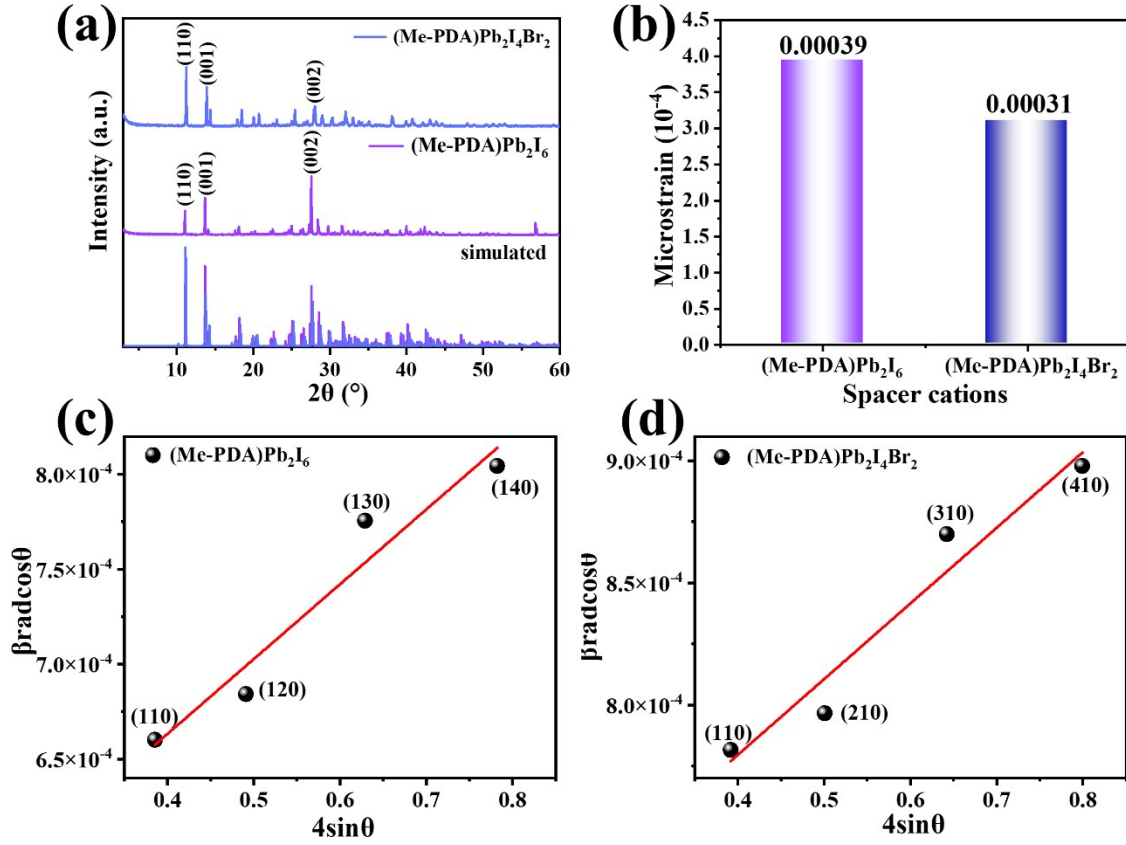 (a)
(110)
(001)
(002)
(Me-PDA)Pb₂I₄Br₂
(110)
(001)
(002)
(Me-PDA)Pb₂I₆
simulated
Intensity (a.u.)
10 20 30 40 50 60
2θ (°)
(b)
4.5
4.0
3.5
3.0
2.5
2.0
1.5
1.0
0.5
0.0
Microstrain (10⁻⁴)
0.00039
0.00031
(Me-PDA)Pb₂I₆ (Mc-PDA)Pb₂I₄Br₂
Spacer cations
(c)
(Mc-PDA)Pb₂I₆
8.0×10⁻⁴
7.5×10⁻⁴
7.0×10⁻⁴
6.5×10⁻⁴
βradcosθ
(110)
(120)
(130)
(140)
0.4 0.5 0.6 0.7 0.8
4sinθ
(d)
(Mc-PDA)Pb₂I₄Br₂
9.0×10⁻⁴
8.5×10⁻⁴
8.0×10⁻⁴
βradcosθ
(110)
(210)
(310)
(410)
0.4 0.5 0.6 0.7 0.8
4sinθ